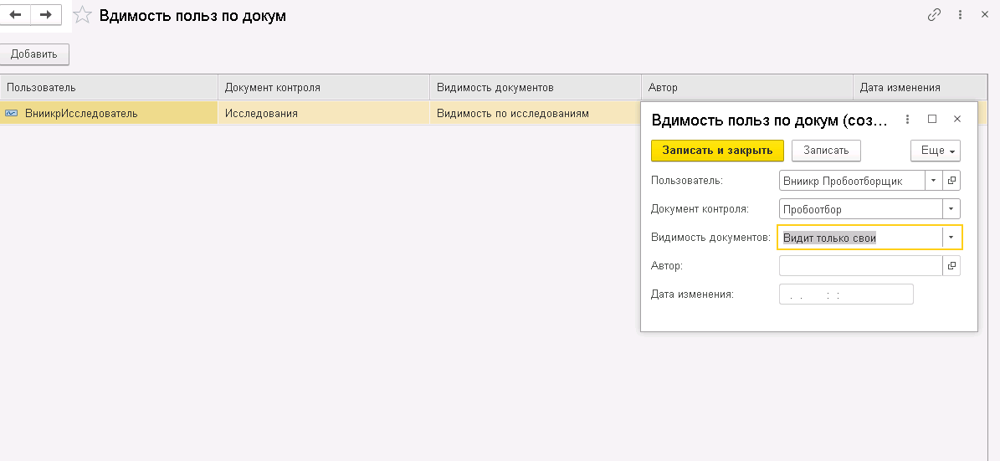 Вдимость польз по докум
Добавить
Пользователь Документ контроля Видимость документов Автор Дата изменения
ВниикрИсследователь Исследования Видимость по исследованиям
Вдимость польз по докум (соз...
Записать и закрыть Записать Еще
Пользователь: Вниикр Пробоотборщик
Документ контроля: Пробоотбор
Видимость документов: Видит только свои
Автор:
Дата изменения: . . : :